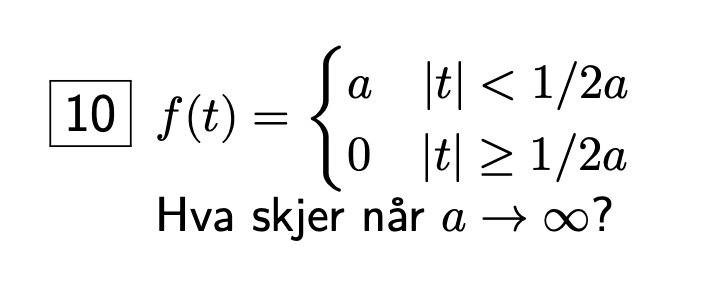 10 f(t) = { a |t| < 1/2a
0 |t| ≥ 1/2a
Hva skjer når a → ∞?